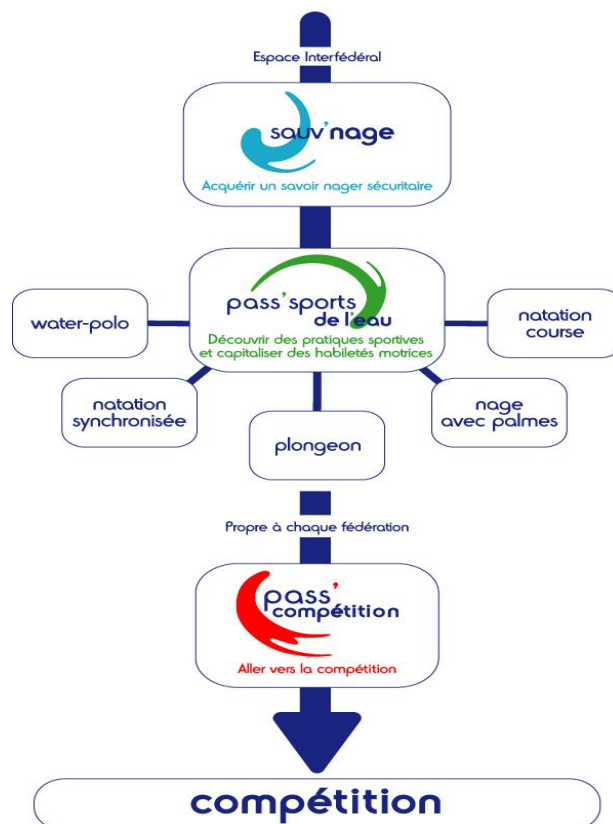 Espace Interfédéral
sauv'nage
Acquérir un savoir nager sécuritaire
pass'sports
de l'eau
Découvrir des pratiques sportives
et capitaliser des habiletés motrices
water-polo
natation
course
natation
synchronisée
nage
avec palmes
plongeon
Propre à chaque fédération
pass'
compétition
Aller vers la compétition
compétition